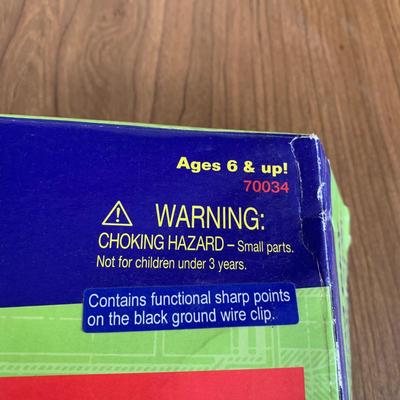 Ages 6 & up!
70034
WARNING:
CHOKING HAZARD – Small parts.
Not for children under 3 years.
Contains functional sharp points
on the black ground wire clip.